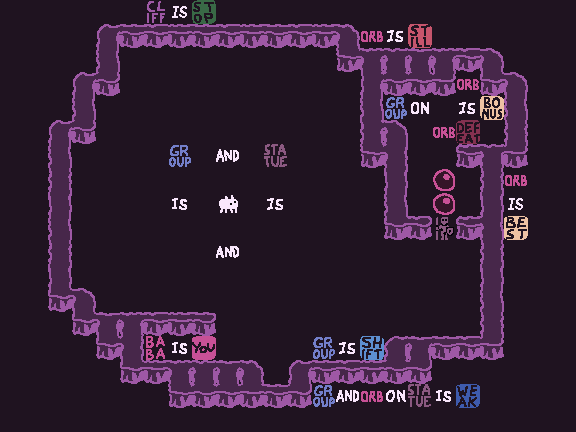 CLIFF IS STOP
ORB IS STILL
ORB
GROUP ON IS BONUS
ORB DEFEAT
GROUP AND STATUE
ORB
IS IS
IS
BEST
AND
BABA IS YOU
GROUP IS SHIFT
GROUP AND ORB ON STATUE IS WEAK